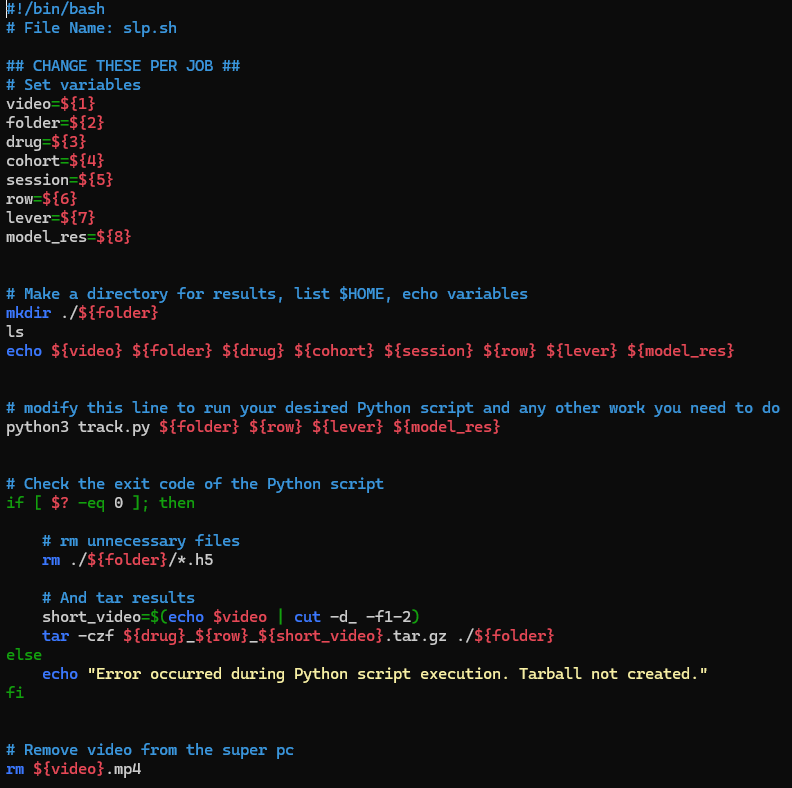 #!/bin/bash
# File Name: slp.sh
## CHANGE THESE PER JOB ##
# Set variables
video=${1}
folder=${2}
drug=${3}
cohort=${4}
session=${5}
row=${6}
lever=${7}
model_res=${8}
# Make a directory for results, list $HOME, echo variables
mkdir ./${folder}
ls
echo ${video} ${folder} ${drug} ${cohort} ${session} ${row} ${lever} ${model_res}
# modify this line to run your desired Python script and any other work you need to do
python3 track.py ${folder} ${row} ${lever} ${model_res}
# Check the exit code of the Python script
if [ $? -eq 0 ]; then
    # rm unnecessary files
    rm ./${folder}/*.h5
    # And tar results
    short_video=$(echo $video | cut -d_ -f1-2)
    tar -czf ${drug}_${row}_${short_video}.tar.gz ./${folder}
else
    echo "Error occurred during Python script execution. Tarball not created."
fi
# Remove video from the super pc
rm ${video}.mp4